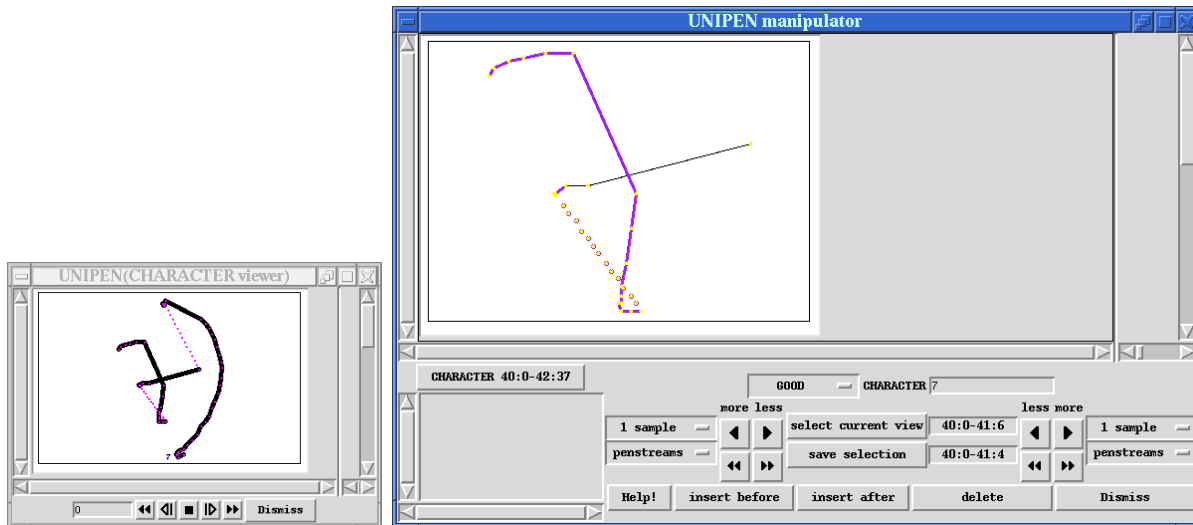 UNIPEN manipulator
UNIPEN(CHARACTER viewer)
7
0
Dismiss
CHARACTER 40:0-42:37
GOOD
CHARACTER 7
more less
less more
1 sample
select current view
40:0-41:6
1 sample
penstreams
save selection
40:0-41:4
penstreams
Help!
insert before
insert after
delete
Dismiss